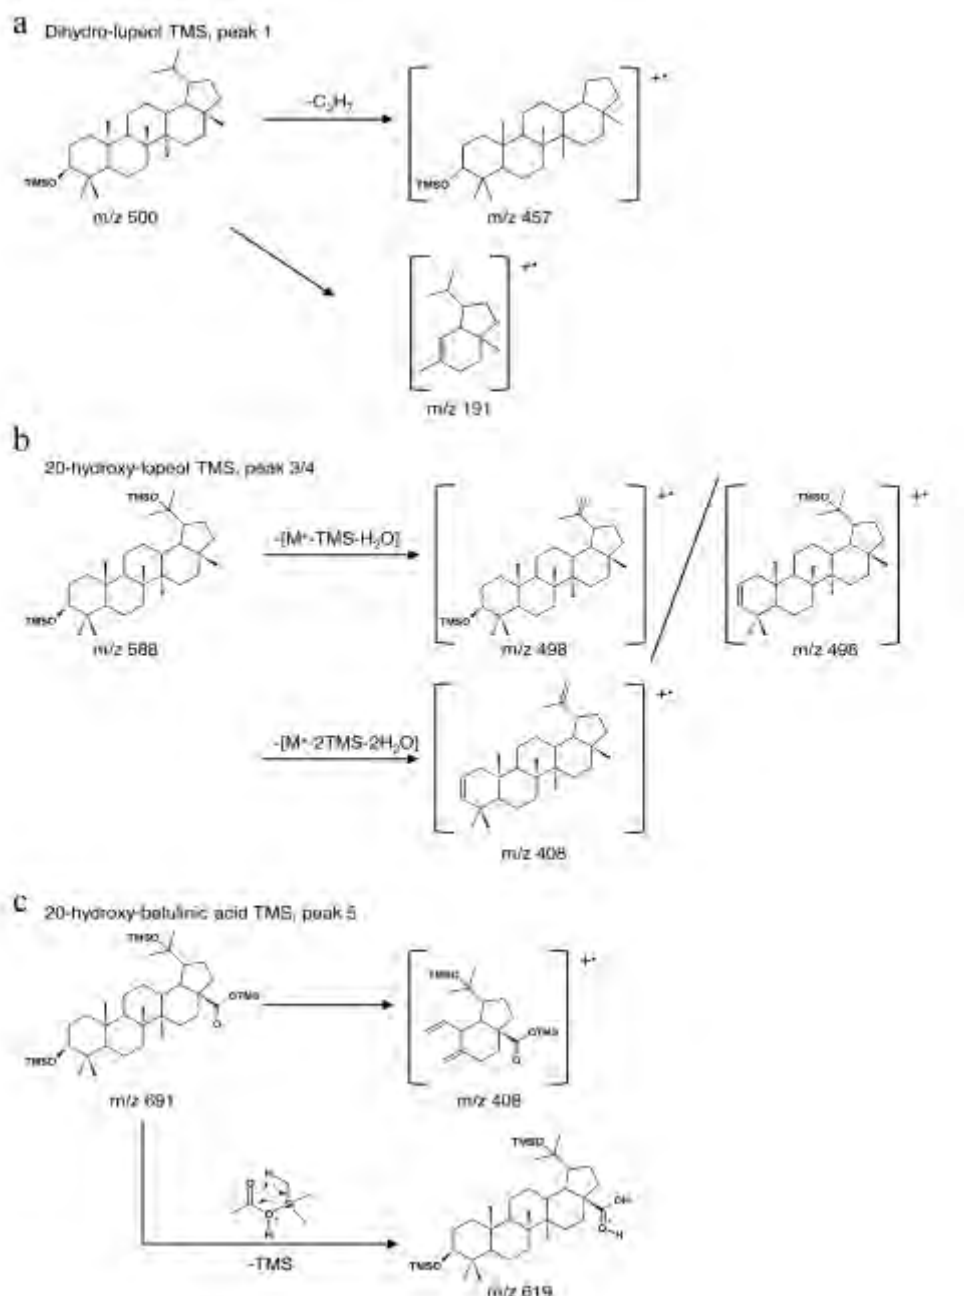 a
Dihydro-lupeol TMS, peak 1
-C3H7
+•
TMSO
TMSO
m/z 500
m/z 457
+•
m/z 191
b
20-hydroxy-lupeol TMS, peak 3/4
TMSO
+•
TMSO
+•
-[M+-TMS-H2O]
TMSO
TMSO
m/z 588
m/z 498
m/z 498
+•
-[M+-2TMS-2H2O]
m/z 408
c
20-hydroxy-betulinic acid TMS, peak 5
TMSO
TMSO
+•
OTMS
O
OTMS
O
TMSO
m/z 691
m/z 408
TMSO
H
O
Si
O+
H
OH
O+
H
-TMS
TMSO
m/z 619